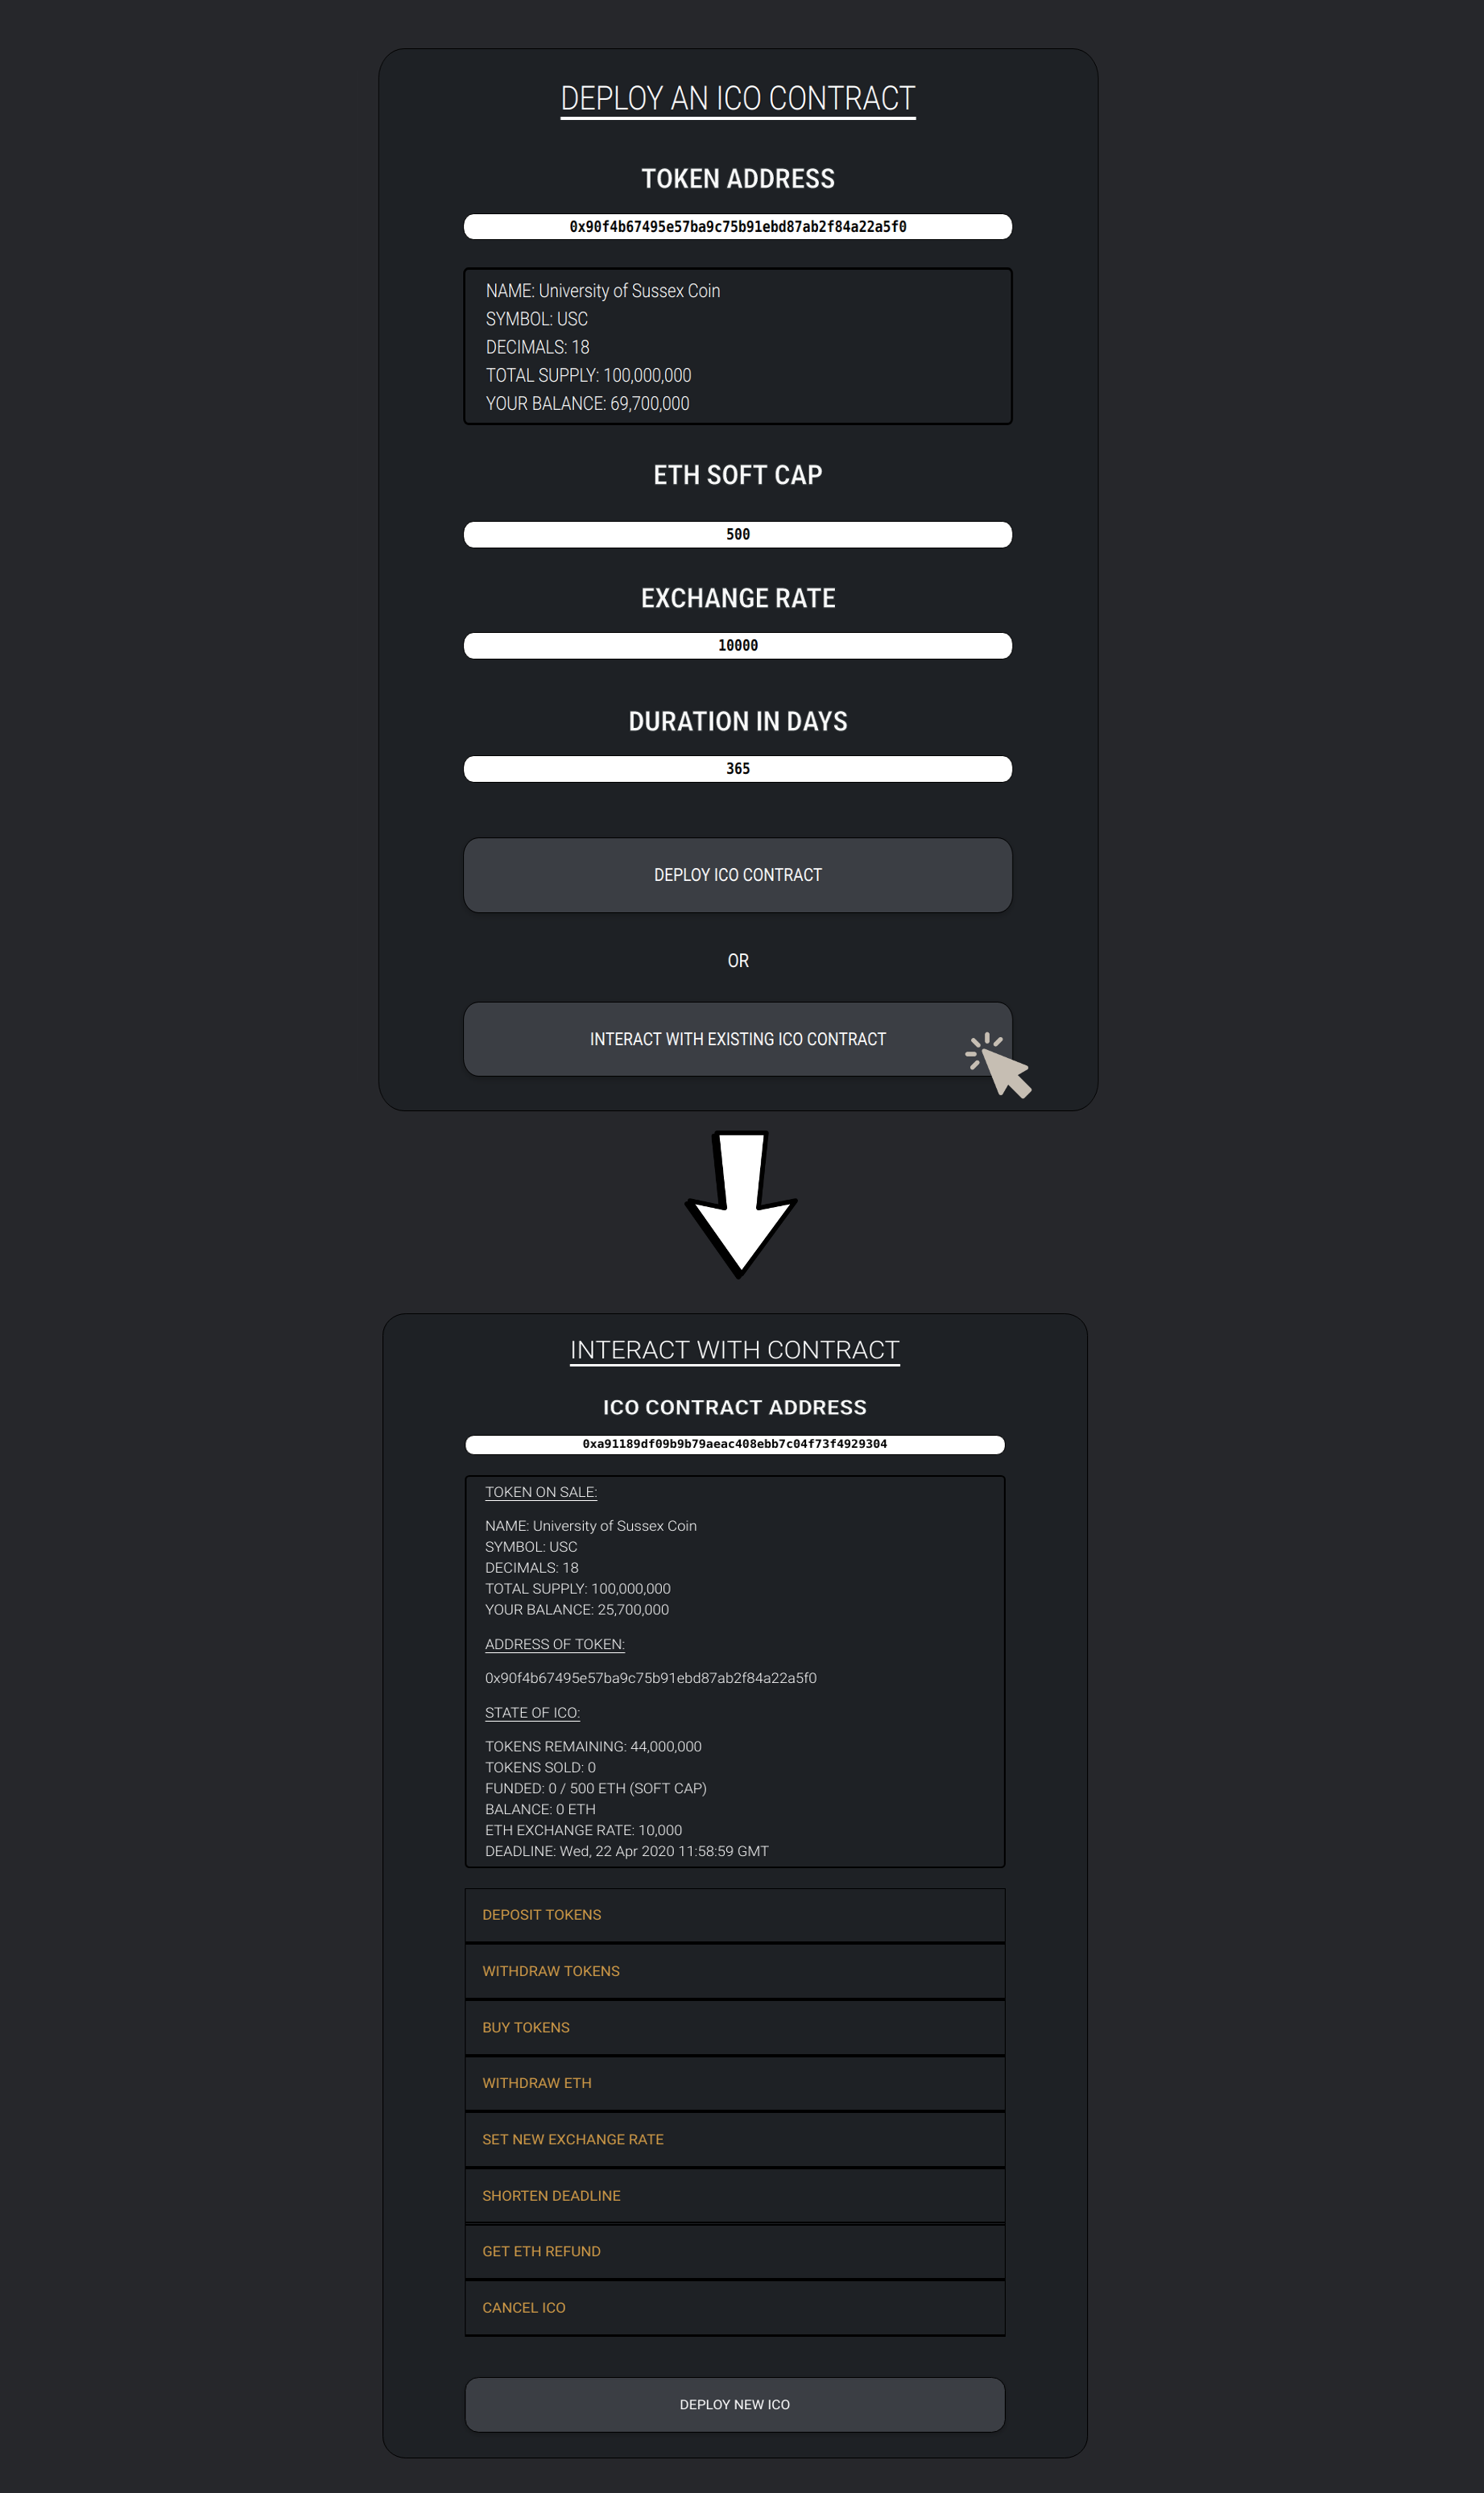 DEPLOY AN ICO CONTRACT
TOKEN ADDRESS
0x90f4b67495e57ba9c75b91ebd87ab2f84a22a5f0
NAME: University of Sussex Coin
SYMBOL: USC
DECIMALS: 18
TOTAL SUPPLY: 100,000,000
YOUR BALANCE: 69,700,000
ETH SOFT CAP
500
EXCHANGE RATE
10000
DURATION IN DAYS
365
DEPLOY ICO CONTRACT
OR
INTERACT WITH EXISTING ICO CONTRACT
INTERACT WITH CONTRACT
ICO CONTRACT ADDRESS
0xa91189df09b9b79aeac408ebb7c04f73f4929304
TOKEN ON SALE:
NAME: University of Sussex Coin
SYMBOL: USC
DECIMALS: 18
TOTAL SUPPLY: 100,000,000
YOUR BALANCE: 25,700,000
ADDRESS OF TOKEN:
0x90f4b67495e57ba9c75b91ebd87ab2f84a22a5f0
STATE OF ICO:
TOKENS REMAINING: 44,000,000
TOKENS SOLD: 0
FUNDED: 0 / 500 ETH (SOFT CAP)
BALANCE: 0 ETH
ETH EXCHANGE RATE: 10,000
DEADLINE: Wed, 22 Apr 2020 11:58:59 GMT
DEPOSIT TOKENS
WITHDRAW TOKENS
BUY TOKENS
WITHDRAW ETH
SET NEW EXCHANGE RATE
SHORTEN DEADLINE
GET ETH REFUND
CANCEL ICO
DEPLOY NEW ICO